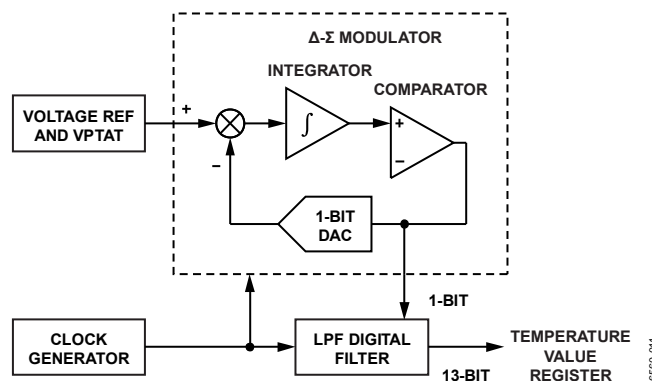 Δ-Σ MODULATOR
INTEGRATOR
COMPARATOR
VOLTAGE REF
AND VPTAT
+
−
∫
+
−
1-BIT
DAC
1-BIT
CLOCK
GENERATOR
LPF DIGITAL
FILTER
13-BIT
TEMPERATURE
VALUE
REGISTER